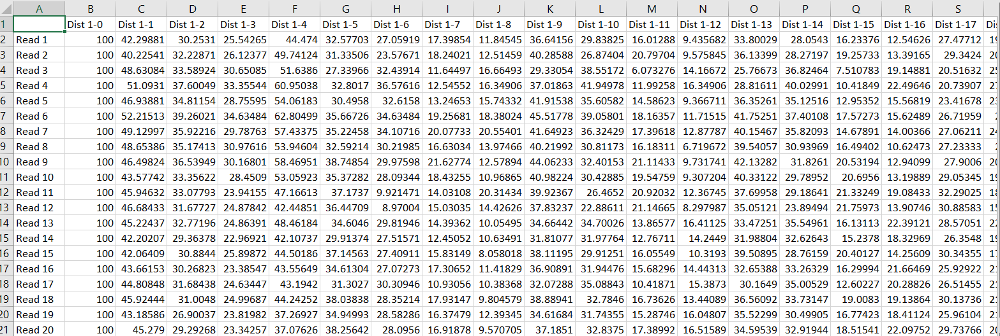 A B C D E F G H I J K L M N O P Q R S
1 Dist 1-0 Dist 1-1 Dist 1-2 Dist 1-3 Dist 1-4 Dist 1-5 Dist 1-6 Dist 1-7 Dist 1-8 Dist 1-9 Dist 1-10 Dist 1-11 Dist 1-12 Dist 1-13 Dist 1-14 Dist 1-15 Dist 1-16 Dist 1-17
2 Read 1 100 42.29881 30.2531 25.54265 44.474 32.57703 27.05919 17.39854 11.84545 36.64156 29.83825 16.01288 9.435682 33.80029 28.0543 16.23376 12.54626 27.47712
3 Read 2 100 40.22541 32.22871 26.12377 49.74124 31.33506 23.57671 18.24021 12.51459 40.28588 26.87404 20.79704 9.575845 36.13399 28.27197 19.25733 13.39165 29.3424
4 Read 3 100 48.63084 33.58924 30.65085 51.6386 27.33966 32.43914 11.64497 16.66493 29.33054 38.55172 6.073276 14.16672 25.76673 36.82464 7.510783 19.14881 20.51632
5 Read 4 100 51.0931 37.60049 33.35544 60.95038 32.8017 36.57616 12.54552 16.34906 37.01863 41.94978 11.99258 16.34906 28.81611 40.02991 10.41849 22.49646 20.73907
6 Read 5 100 46.93881 34.81154 28.75595 54.06183 30.4958 32.6158 13.24653 15.74332 41.91538 35.60582 14.58623 9.366711 36.35261 35.12516 12.95352 15.56819 23.41678
7 Read 6 100 52.21513 39.26021 34.63484 62.80499 35.66726 34.63484 19.25681 18.38024 45.51778 39.05801 18.16357 11.71515 41.75251 37.40108 17.57273 15.62489 26.71959
8 Read 7 100 49.12997 35.92216 29.78763 57.43375 35.22458 34.10716 20.07733 20.55401 41.64923 36.32429 17.39618 12.87787 40.15467 35.82093 14.67891 14.00366 27.06211
9 Read 8 100 48.65386 35.17413 30.97616 53.94604 32.59214 30.21985 16.63034 13.97466 40.21992 30.81173 16.18311 6.719672 39.54057 30.93969 16.49402 10.62473 27.23333
10 Read 9 100 46.49824 36.53949 30.16801 58.46951 38.74854 29.97598 21.62774 12.57894 44.06233 32.40153 21.11433 9.731741 42.13282 31.8261 20.53194 12.94099 27.9006
11 Read 10 100 43.57742 33.35622 28.4509 53.05923 35.37282 28.09344 18.43255 10.96865 40.98224 30.42885 19.54759 9.307204 40.33122 29.78952 20.6956 13.19889 29.05345
12 Read 11 100 45.94632 33.07793 23.94155 47.16613 37.1737 9.921471 14.03108 20.31434 39.92367 26.4652 20.92032 12.36745 37.69958 29.18641 21.33249 19.08433 32.29025
13 Read 12 100 46.68433 31.67727 24.87842 42.44851 36.44709 8.97004 15.03035 14.42626 37.83237 22.88611 21.14665 8.297987 35.05121 23.89494 21.75973 13.90746 30.88583
14 Read 13 100 45.22437 32.77196 24.86391 48.46184 34.6046 29.81946 14.39362 10.05495 34.66442 34.70026 13.86577 16.41125 33.47251 35.54961 16.13113 22.39121 28.57051
15 Read 14 100 42.20207 29.36378 22.96921 42.10737 29.91374 27.51571 12.45052 10.63491 31.81077 31.97764 12.76711 14.2449 31.98804 32.62643 15.2378 18.32969 26.3548
16 Read 15 100 42.06409 30.8844 25.89872 44.50186 37.14563 27.40911 15.83149 8.058018 38.11195 29.91251 16.05549 10.3193 39.50895 28.76159 20.40127 14.25609 30.34355
17 Read 16 100 43.66153 30.26823 23.38547 43.55649 34.61304 27.07273 17.30652 11.41829 36.90891 31.94476 15.68296 14.44313 32.65388 33.26329 16.29994 21.66469 25.92922
18 Read 17 100 44.80848 31.68438 24.63447 43.1942 31.3027 30.30946 10.93056 10.38368 32.07288 35.08843 10.41871 15.3873 30.1649 35.00529 12.60227 20.28826 26.51455
19 Read 18 100 45.92444 31.0048 24.99687 44.24252 38.03838 28.35214 17.93147 9.804579 38.88941 32.7846 16.73626 13.44089 36.56092 33.73147 19.0083 19.13864 30.13736
20 Read 19 100 43.18586 26.90037 23.81982 37.26927 34.94993 28.58286 16.37479 12.39345 34.61684 31.74355 15.28746 16.04807 35.52299 30.49905 16.77423 18.41124 25.96104
21 Read 20 100 45.279 29.29268 23.34257 37.07626 38.25642 28.0956 16.91878 9.570705 37.1851 32.8375 17.38992 16.51589 34.59539 32.91944 18.51541 22.09752 29.73766